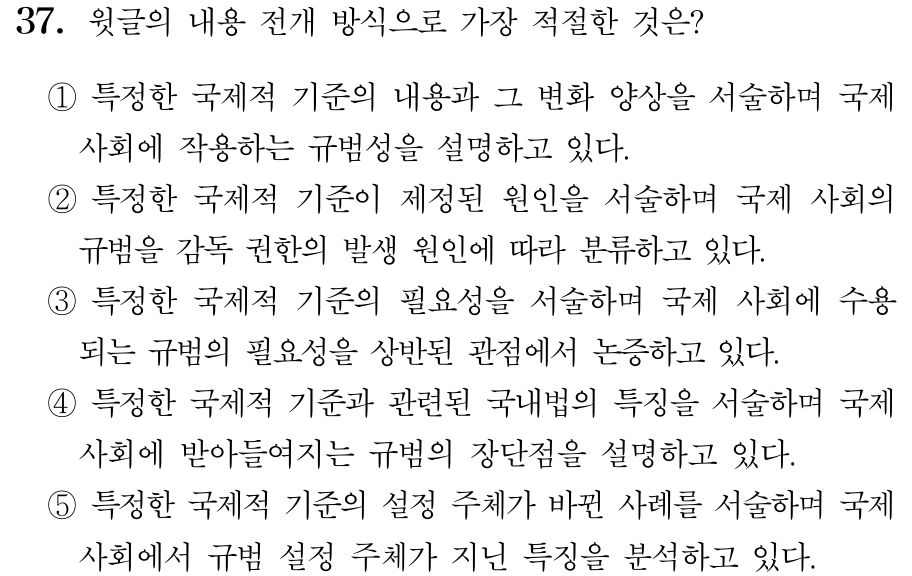 37. 윗글의 내용 전개 방식으로 가장 적절한 것은?
① 특정한 국제적 기준의 내용과 그 변화 양상을 서술하며 국제
사회에 작용하는 규범성을 설명하고 있다.
② 특정한 국제적 기준이 제정된 원인을 서술하며 국제 사회의
규범을 감독 권한의 발생 원인에 따라 분류하고 있다.
③ 특정한 국제적 기준의 필요성을 서술하며 국제 사회에 수용
되는 규범의 필요성을 상반된 관점에서 논증하고 있다.
④ 특정한 국제적 기준과 관련된 국내법의 특징을 서술하며 국제
사회에 받아들여지는 규범의 장단점을 설명하고 있다.
⑤ 특정한 국제적 기준의 설정 주체가 바뀐 사례를 서술하며 국제
사회에서 규범 설정 주체가 지닌 특징을 분석하고 있다.